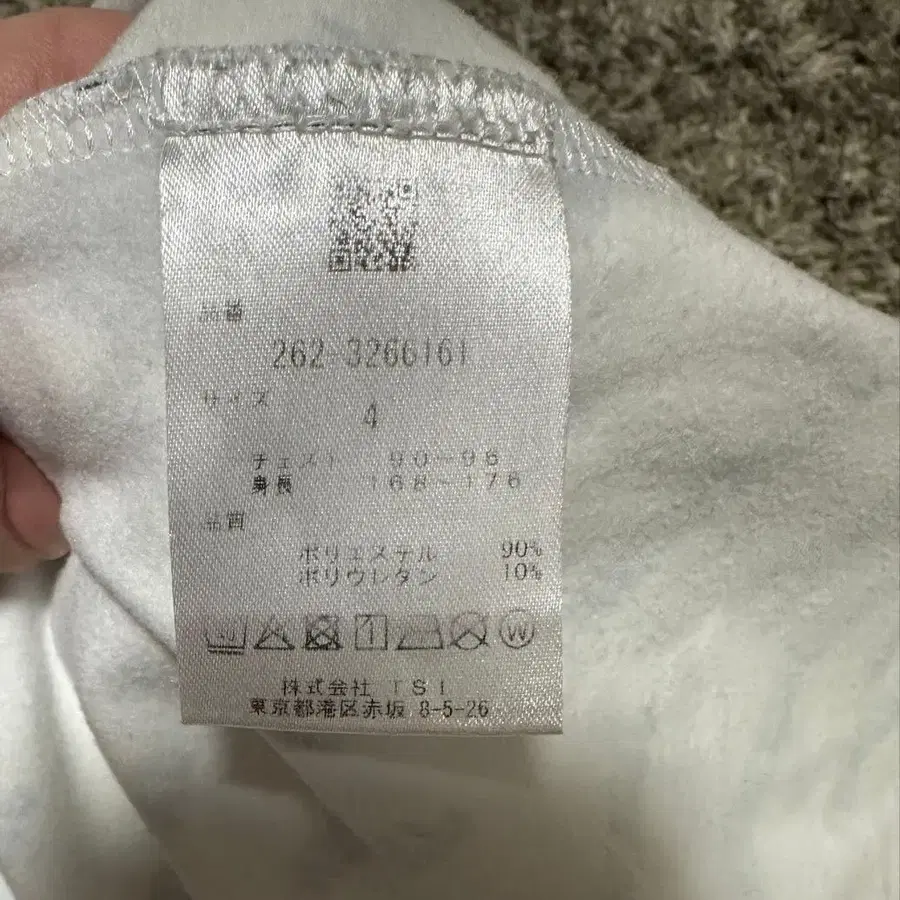 品番
262-3266161
サイズ
4
チェスト 90~96
身長 168~176
品質
ポリエステル 90%
ポリウレタン 10%
W
株式会社 TSI
東京都港区赤坂 8-5-26